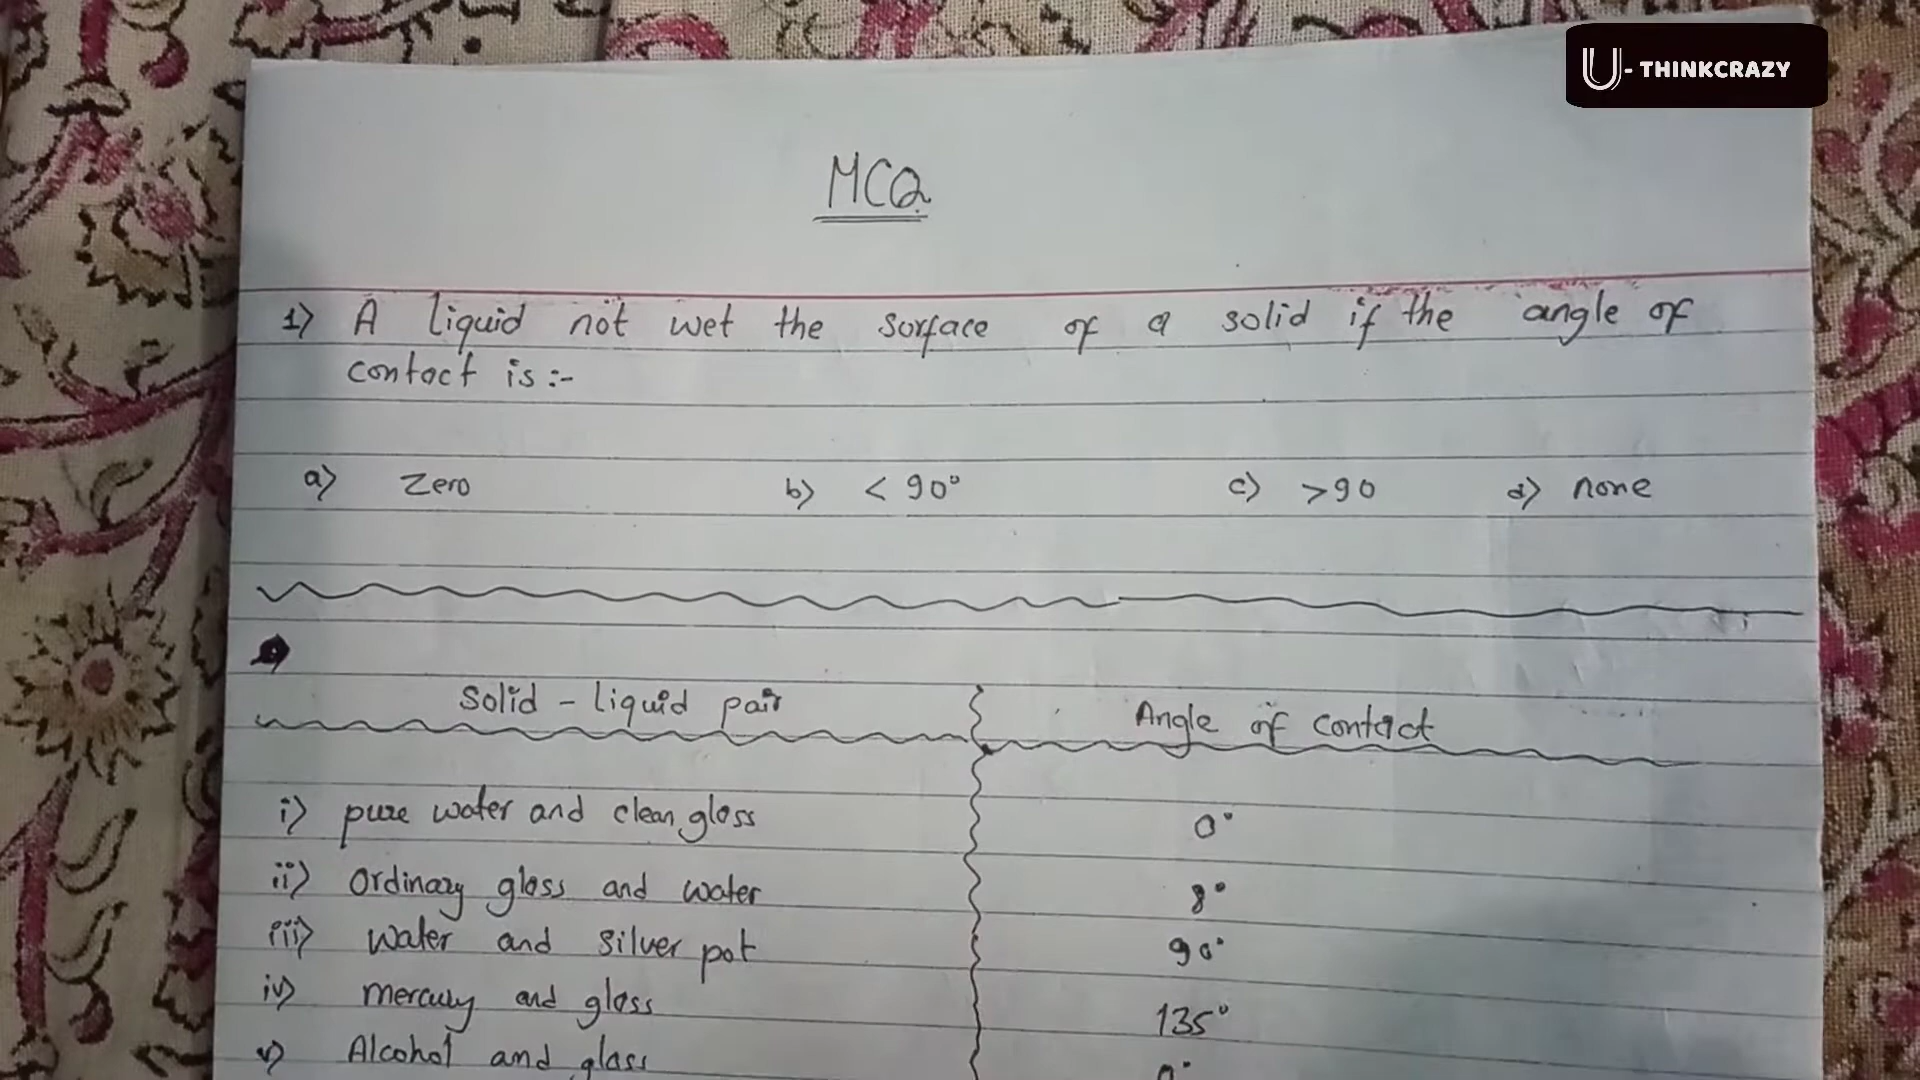 U - THINKCRAZY
MCQ
1) A liquid not wet the surface of a solid if the angle of
contact is :-
a) Zero b) < 90° c) >90 d) none
Solid - liquid pair Angle of contact
i) pure water and clean glass 0°
ii) Ordinary glass and water 8°
iii) water and silver pot 90°
iv) mercury and glass 135°
v) Alcohol and glass 0°